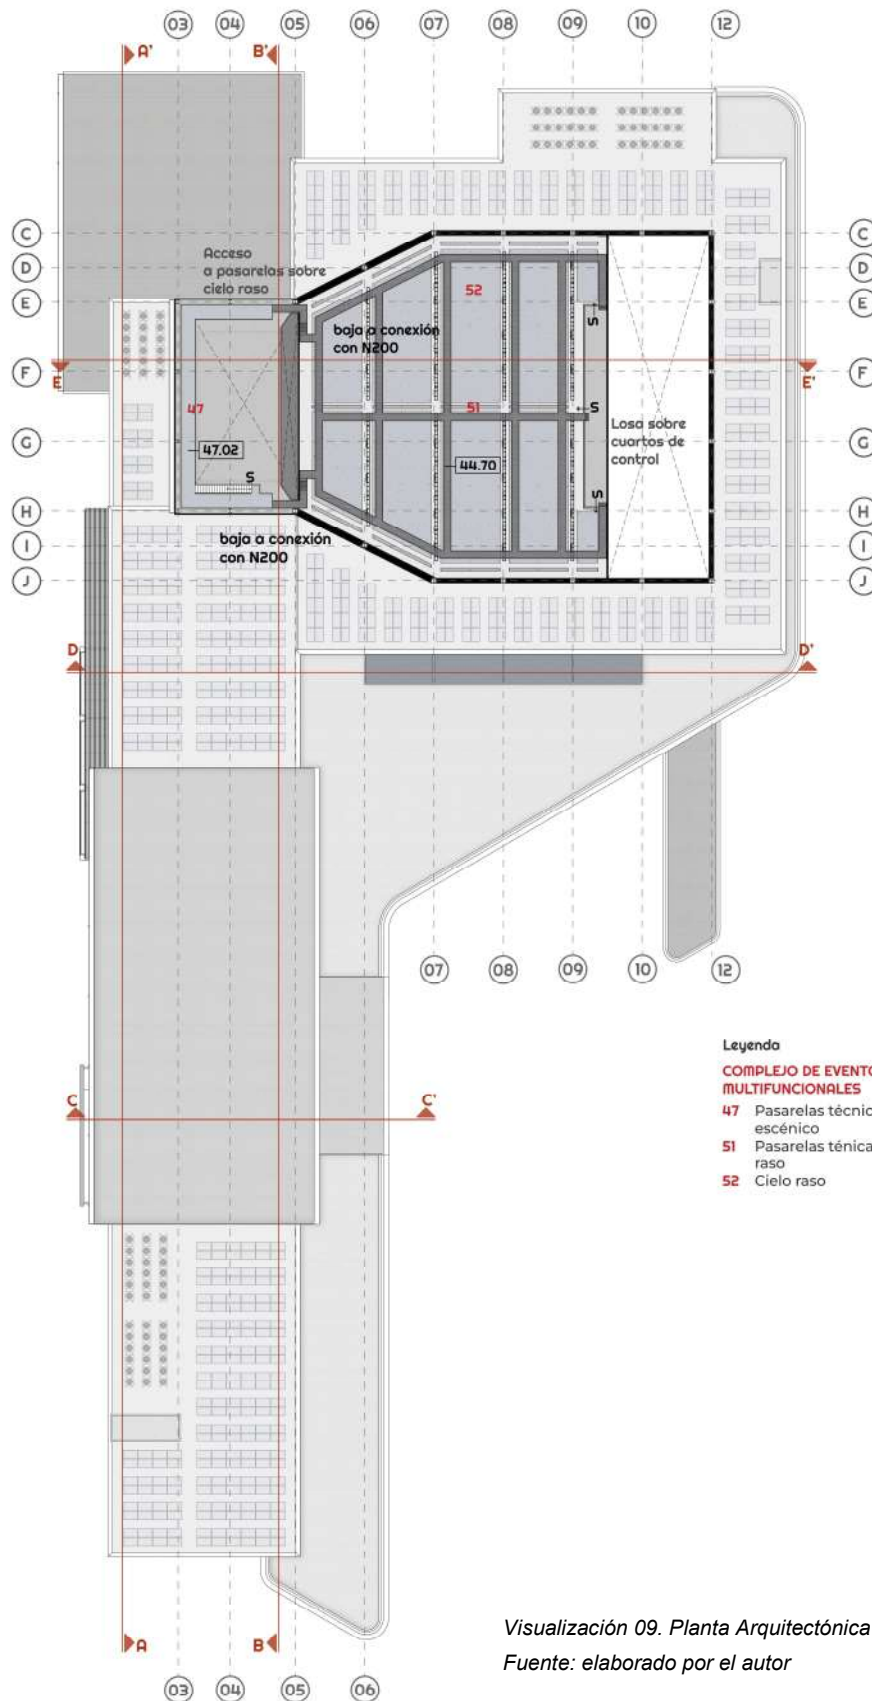 03 04 05 06 07 08 09 10 12
A' B'
C C
D D
Acceso
a pasarelas sobre
cielo raso
E E
52
S
baja a conexión
con N200
E E'
F F
47
51
S
Losa sobre
cuartos de
control
G G
47.02
44.70
S
S
H H
baja a conexión
con N200
I I
J J
D D'
07 08 09 10 12
Leyenda
COMPLEJO DE EVENTO
MULTIFUNCIONALES
47 Pasarelas técnic
escénico
51 Pasarelas ténica
raso
52 Cielo raso
C C'
A B
03 04 05 06
Visualización 09. Planta Arquitectónica
Fuente: elaborado por el autor